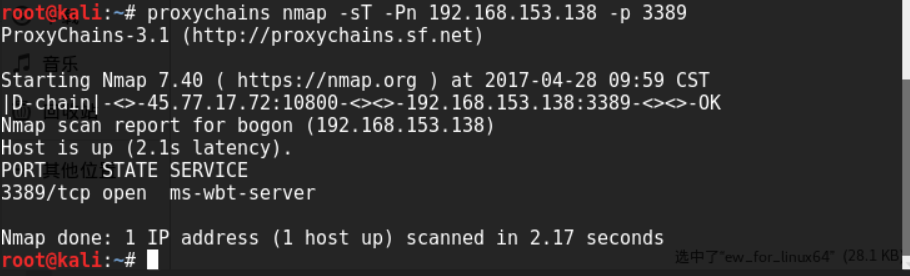 root@kali:~# proxychains nmap -sT -Pn 192.168.153.138 -p 3389
ProxyChains-3.1 (http://proxychains.sf.net)
音乐
Starting Nmap 7.40 ( https://nmap.org ) at 2017-04-28 09:59 CST
|D-chain|-<>-45.77.17.72:10800-<><>-192.168.153.138:3389-<><>-OK
回收站
Nmap scan report for bogon (192.168.153.138)
Host is up (2.1s latency).
PORT     STATE SERVICE
其他位置
3389/tcp open  ms-wbt-server
Nmap done: 1 IP address (1 host up) scanned in 2.17 seconds
root@kali:~#
选中了"ew_for_linux64" (28.1 KB)